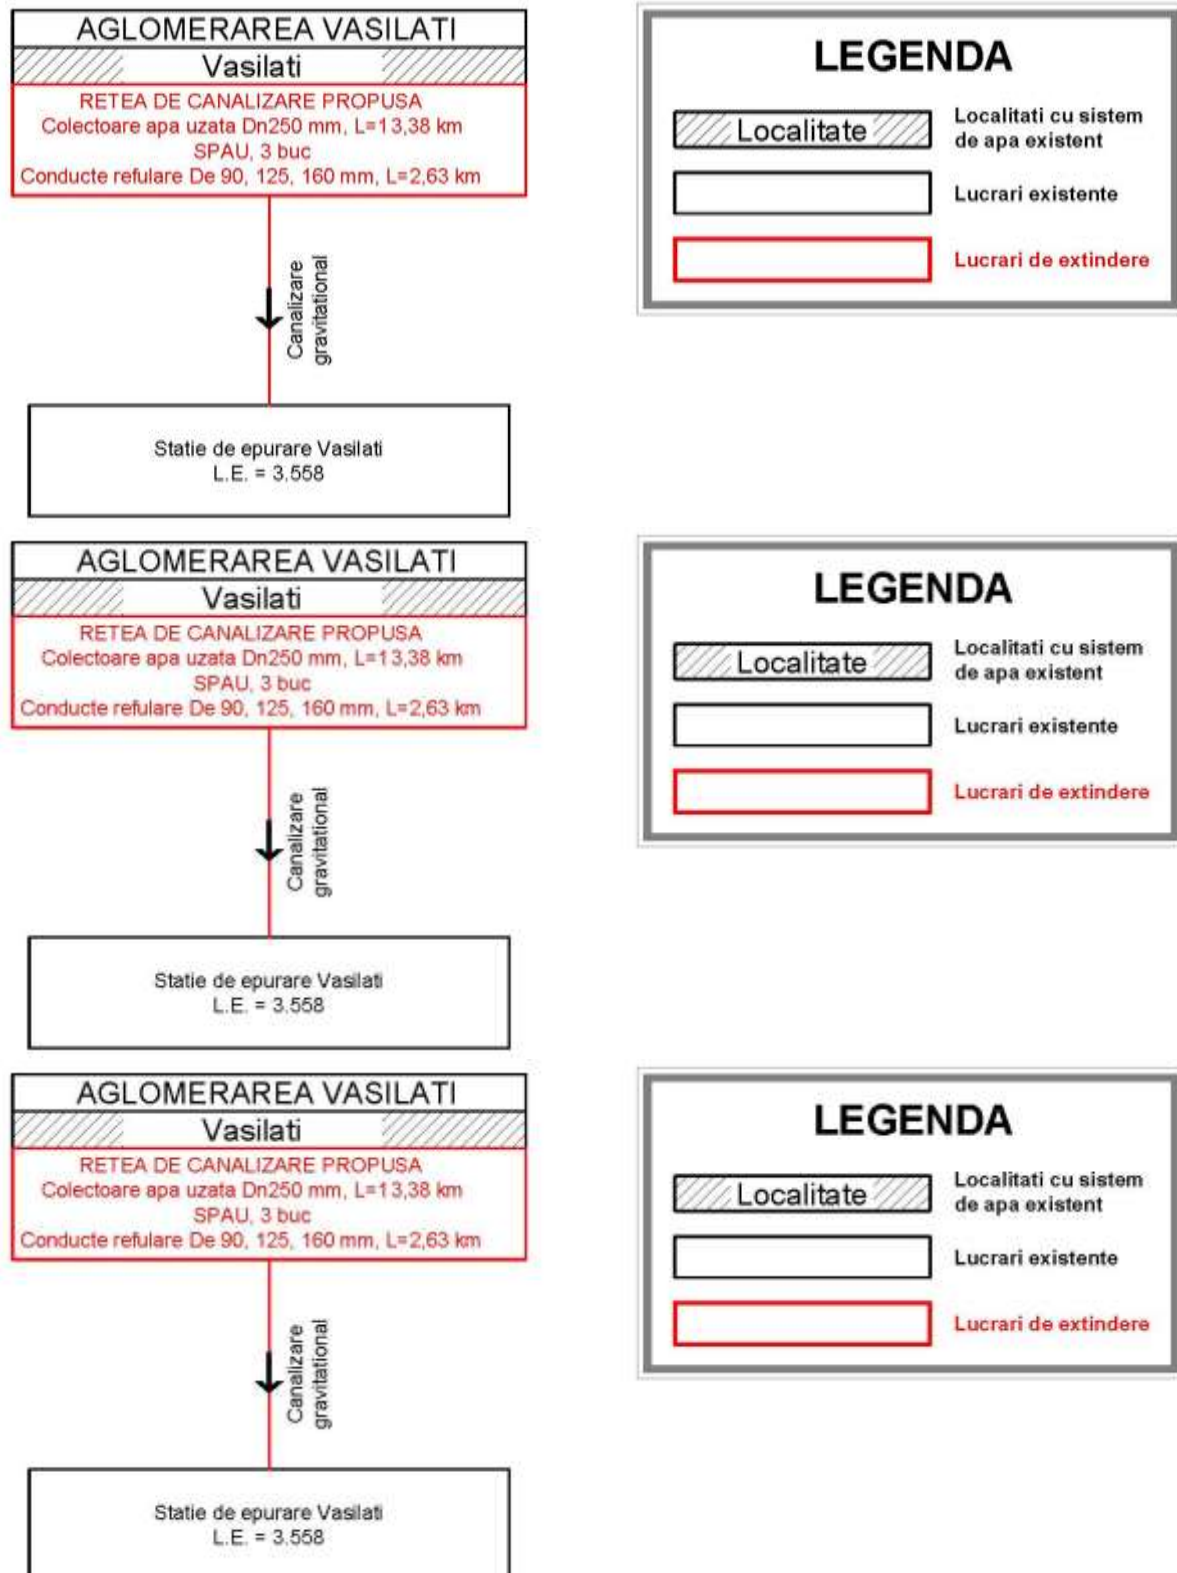 AGLOMERAREA VASILATI
Vasilati
RETEA DE CANALIZARE PROPUSA
Colectoare apa uzata Dn250 mm, L=13,38 km
SPAU, 3 buc
Conducte refulare De 90, 125, 160 mm, L=2,63 km
Canalizare
gravitational
Statie de epurare Vasilati
L.E. = 3.558
LEGENDA
Localitate
Localitati cu sistem
de apa existent
Lucrari existente
Lucrari de extindere
AGLOMERAREA VASILATI
Vasilati
RETEA DE CANALIZARE PROPUSA
Colectoare apa uzata Dn250 mm, L=13,38 km
SPAU, 3 buc
Conducte refulare De 90, 125, 160 mm, L=2,63 km
Canalizare
gravitational
Statie de epurare Vasilati
L.E. = 3.558
LEGENDA
Localitate
Localitati cu sistem
de apa existent
Lucrari existente
Lucrari de extindere
AGLOMERAREA VASILATI
Vasilati
RETEA DE CANALIZARE PROPUSA
Colectoare apa uzata Dn250 mm, L=13,38 km
SPAU, 3 buc
Conducte refulare De 90, 125, 160 mm, L=2,63 km
Canalizare
gravitational
Statie de epurare Vasilati
L.E. = 3.558
LEGENDA
Localitate
Localitati cu sistem
de apa existent
Lucrari existente
Lucrari de extindere